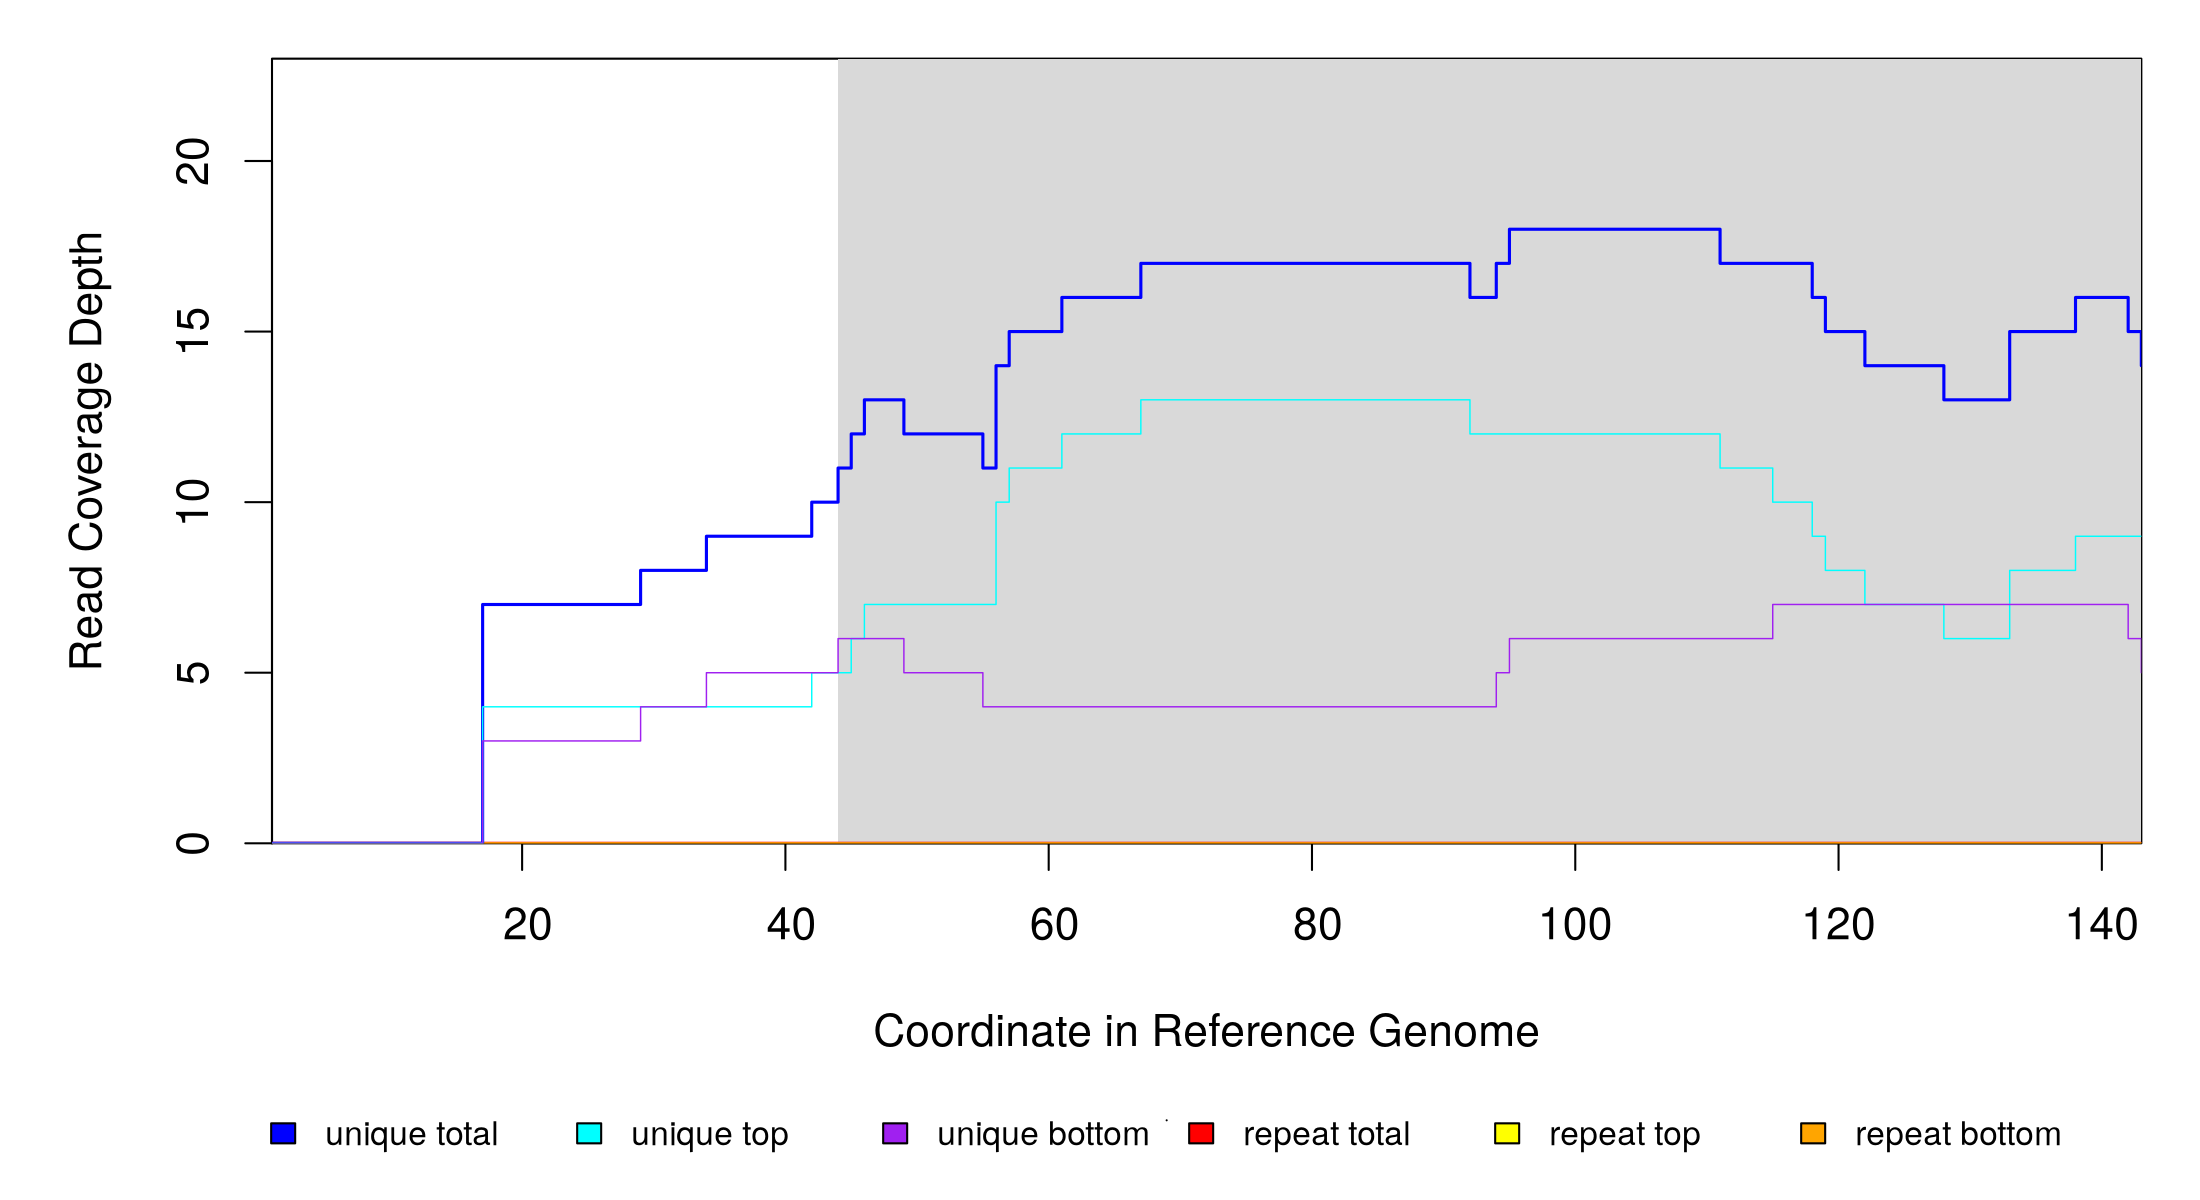 Read Coverage Depth
20
15
10
5
0
20 40 60 80 100 120 140
Coordinate in Reference Genome
unique total unique top unique bottom repeat total repeat top repeat bottom